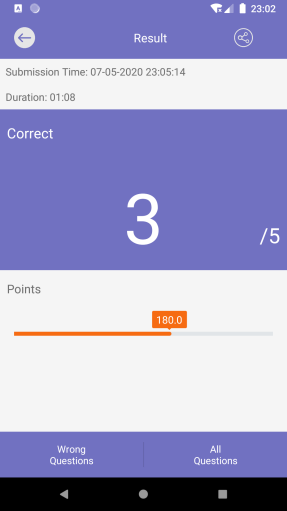 23:02
Result
Submission Time: 07-05-2020 23:05:14
Duration: 01:08
Correct
3
/5
Points
180.0
Wrong
Questions
All
Questions